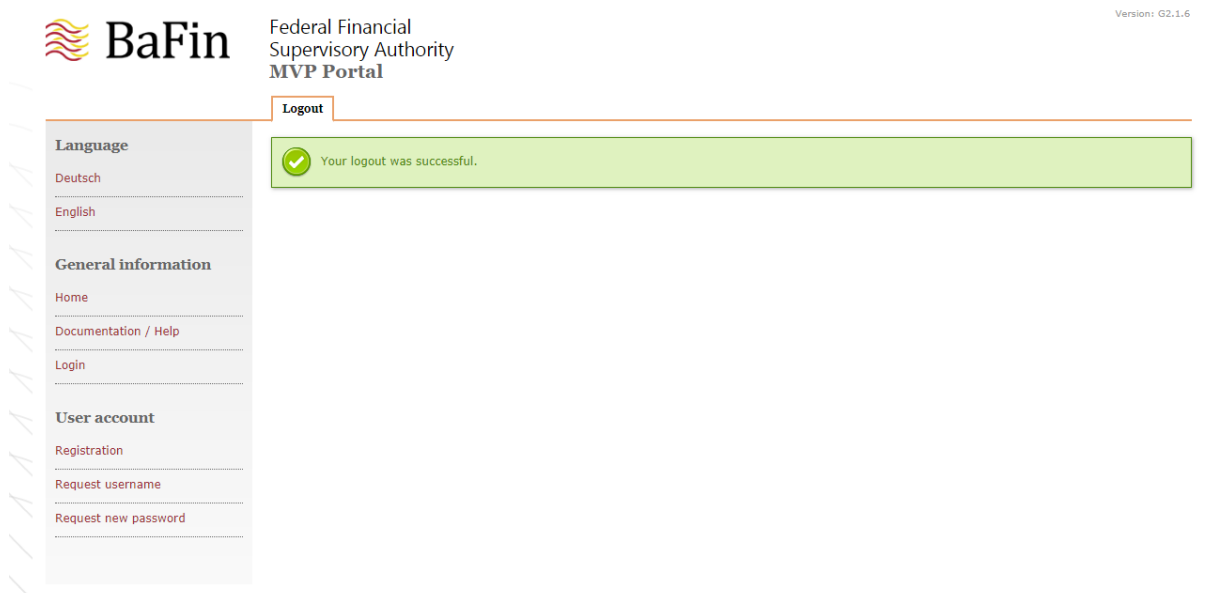 Version: G2.1.6
BaFin
Federal Financial
Supervisory Authority
MVP Portal
Logout
Language
Deutsch
English
General information
Home
Documentation / Help
Login
User account
Registration
Request username
Request new password
Your logout was successful.